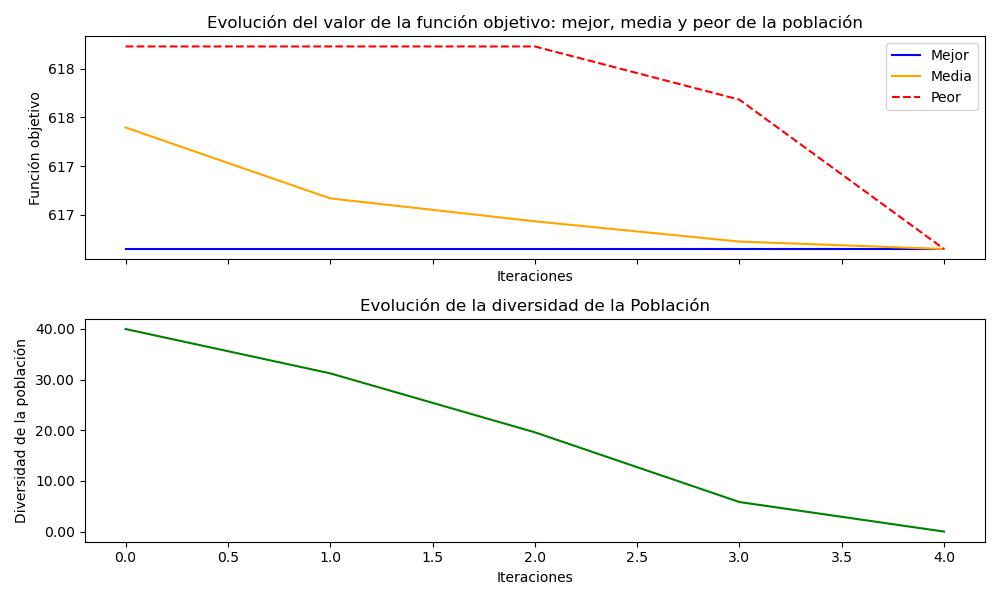 Evolución del valor de la función objetivo: mejor, media y peor de la población
Función objetivo
618
618
617
617
Mejor
Media
Peor
Iteraciones
Evolución de la diversidad de la Población
Diversidad de la población
40.00
30.00
20.00
10.00
0.00
0.0 0.5 1.0 1.5 2.0 2.5 3.0 3.5 4.0
Iteraciones